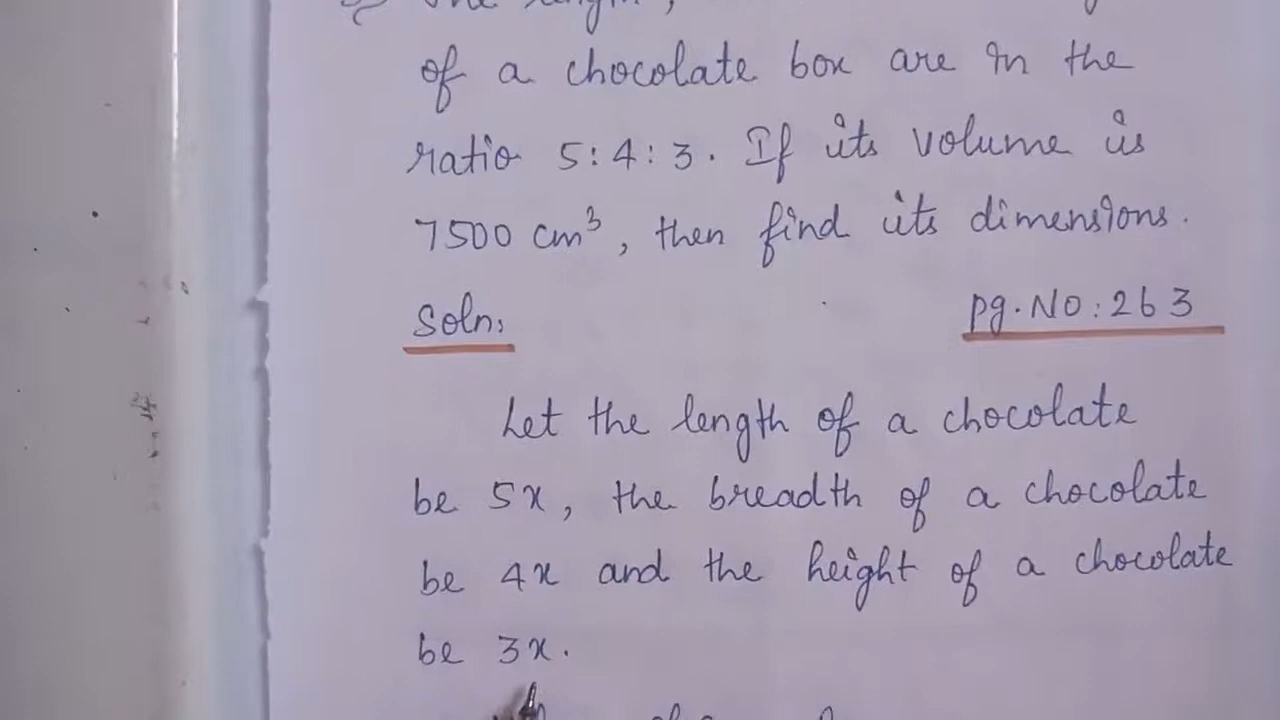 The length,
of a chocolate box are in the
ratio 5:4:3. If its volume is
7500 cm³, then find its dimensions.
Soln:
pg.No:263
Let the length of a chocolate
be 5x, the breadth of a chocolate
be 4x and the height of a chocolate
be 3x.